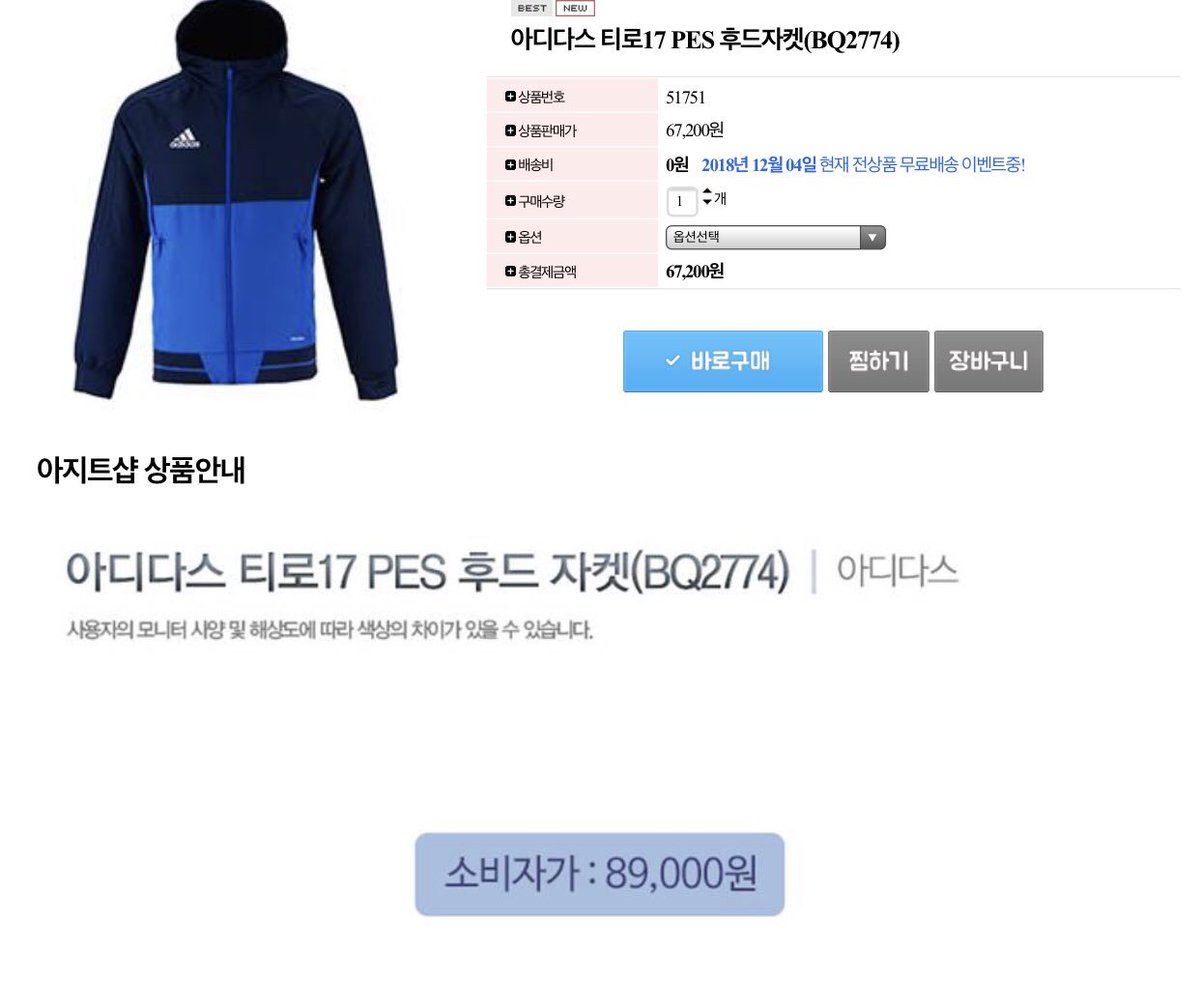 BEST NEW
아디다스 티로17 PES 후드자켓(BQ2774)
상품번호 51751
상품판매가 67,200원
배송비 0원 2018년 12월 04일 현재 전상품 무료배송 이벤트중!
구매수량 1 개
옵션 옵션선택
총결제금액 67,200원
adidas
바로구매 찜하기 장바구니
아지트샵 상품안내
아디다스 티로17 PES 후드 자켓(BQ2774) | 아디다스
사용자의 모니터 사양 및 해상도에 따라 색상의 차이가 있을 수 있습니다.
소비자가 : 89,000원